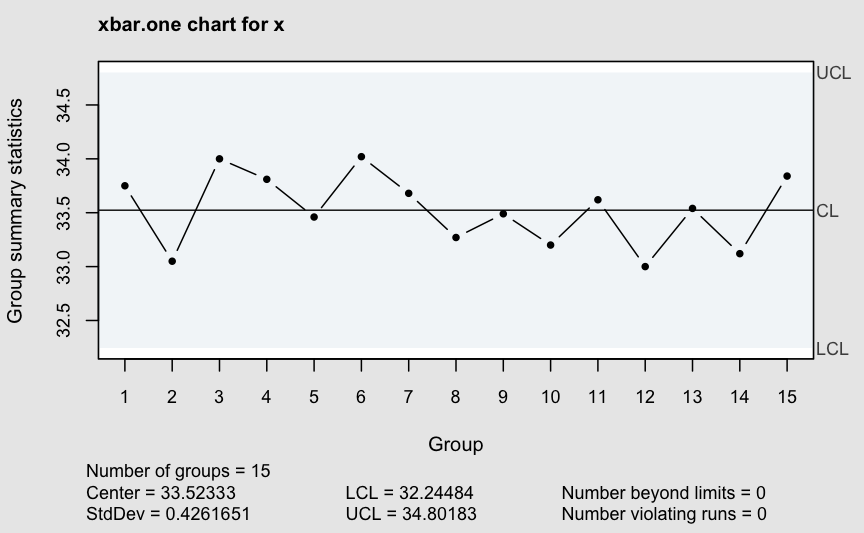 xbar.one chart for x
Group summary statistics
34.5
34.0
33.5
33.0
32.5
UCL
CL
LCL
1 2 3 4 5 6 7 8 9 10 11 12 13 14 15
Group
Number of groups = 15
Center = 33.52333 LCL = 32.24484 Number beyond limits = 0
StdDev = 0.4261651 UCL = 34.80183 Number violating runs = 0